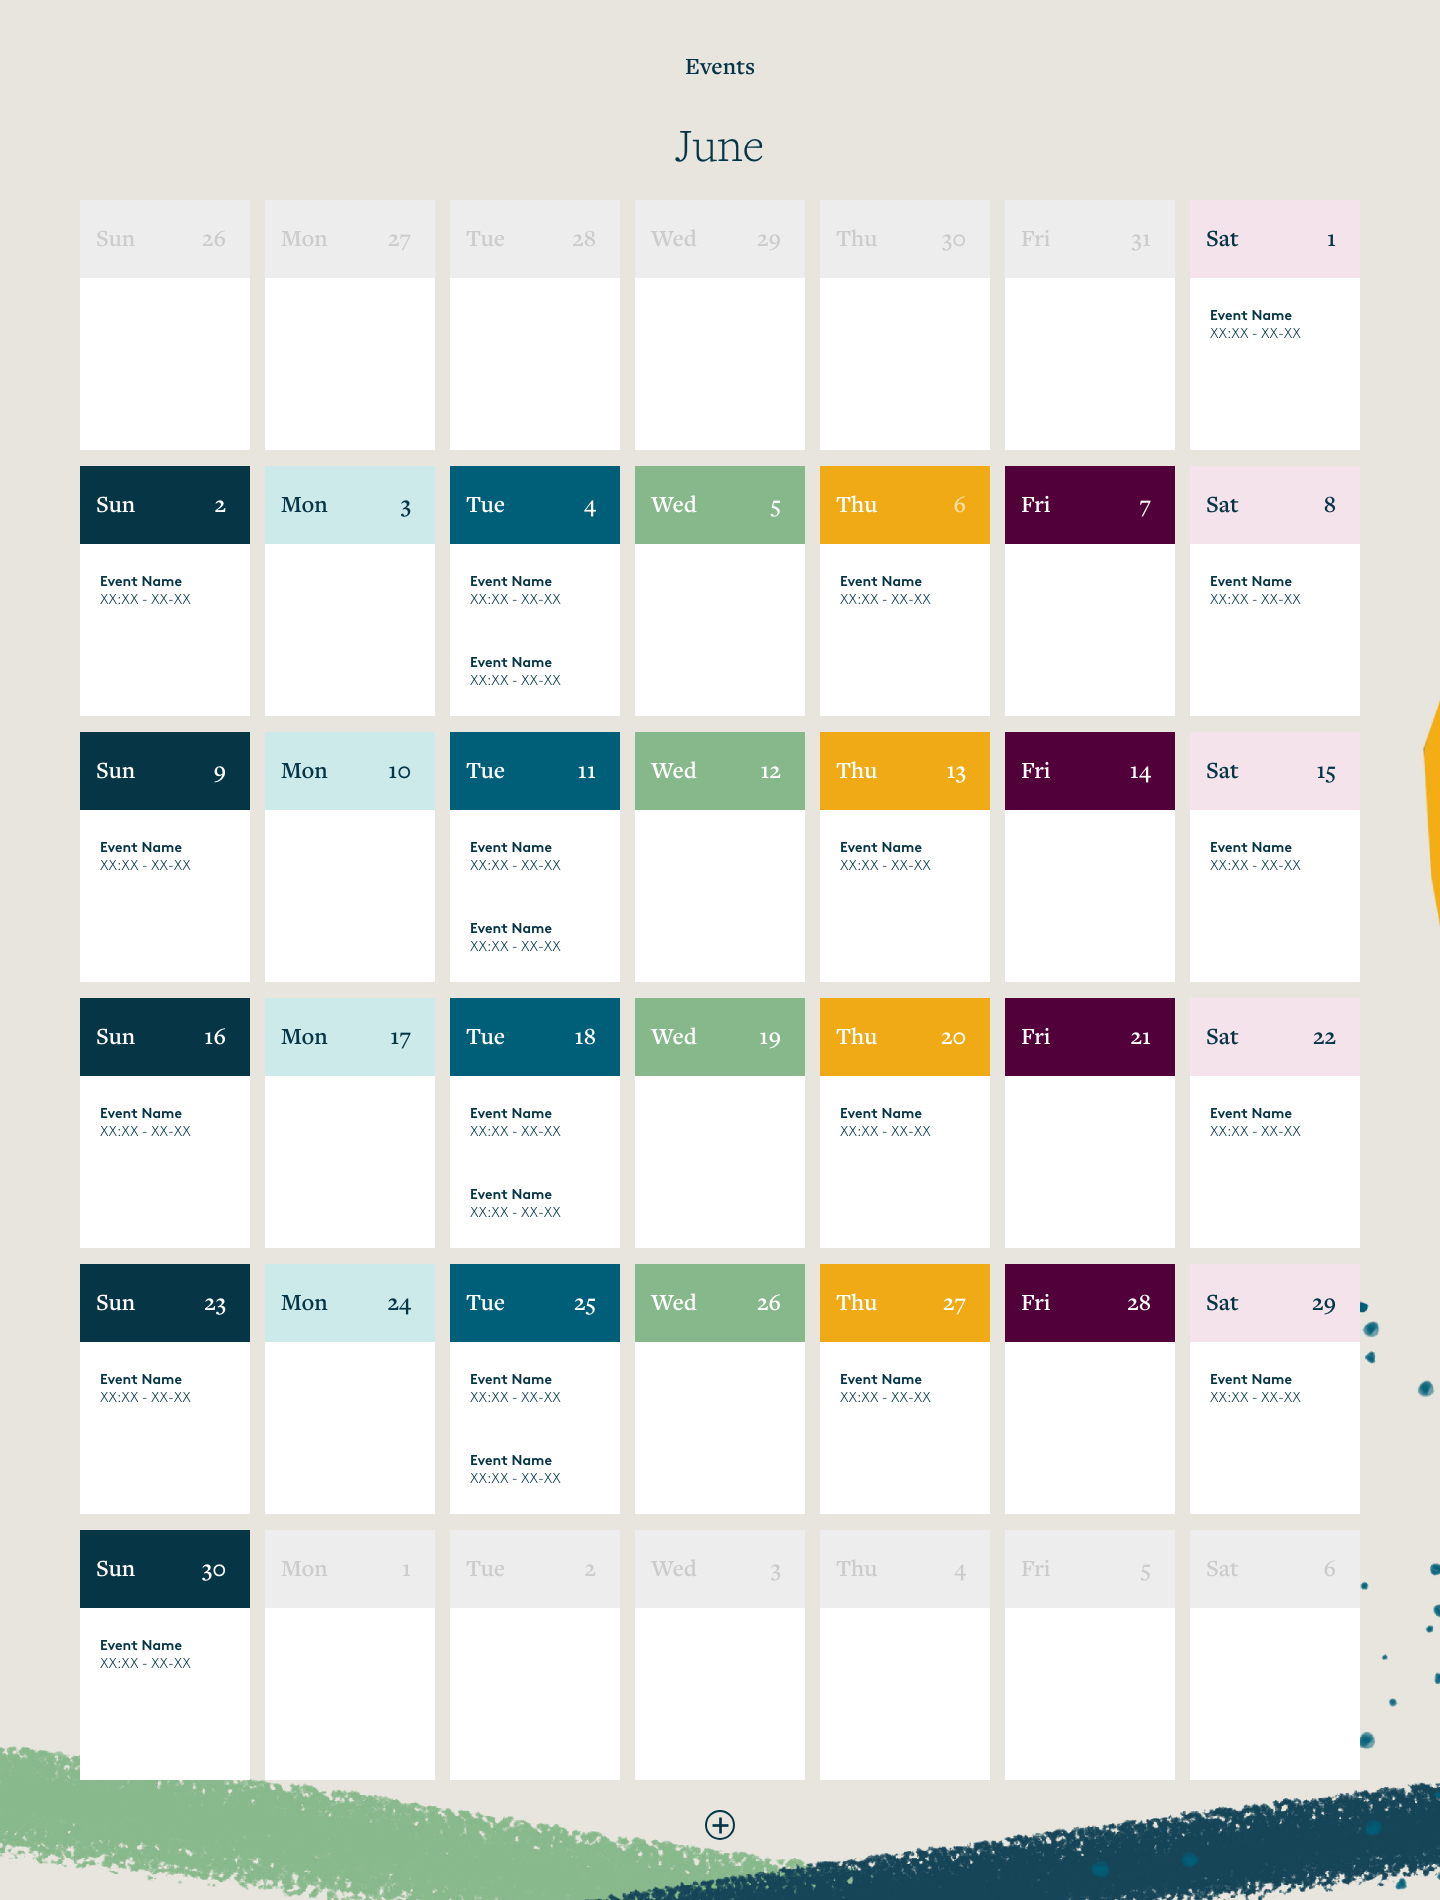 Events
June
Sun 26 Mon 27 Tue 28 Wed 29 Thu 30 Fri 31 Sat 1
Event Name
XX:XX - XX-XX
Sun 2 Mon 3 Tue 4 Wed 5 Thu 6 Fri 7 Sat 8
Event Name Event Name Event Name Event Name
XX:XX - XX-XX XX:XX - XX-XX XX:XX - XX-XX XX:XX - XX-XX
Event Name
XX:XX - XX-XX
Sun 9 Mon 10 Tue 11 Wed 12 Thu 13 Fri 14 Sat 15
Event Name Event Name Event Name Event Name
XX:XX - XX-XX XX:XX - XX-XX XX:XX - XX-XX XX:XX - XX-XX
Event Name
XX:XX - XX-XX
Sun 16 Mon 17 Tue 18 Wed 19 Thu 20 Fri 21 Sat 22
Event Name Event Name Event Name Event Name
XX:XX - XX-XX XX:XX - XX-XX XX:XX - XX-XX XX:XX - XX-XX
Event Name
XX:XX - XX-XX
Sun 23 Mon 24 Tue 25 Wed 26 Thu 27 Fri 28 Sat 29
Event Name Event Name Event Name Event Name
XX:XX - XX-XX XX:XX - XX-XX XX:XX - XX-XX XX:XX - XX-XX
Event Name
XX:XX - XX-XX
Sun 30 Mon 1 Tue 2 Wed 3 Thu 4 Fri 5 Sat 6
Event Name
XX:XX - XX-XX